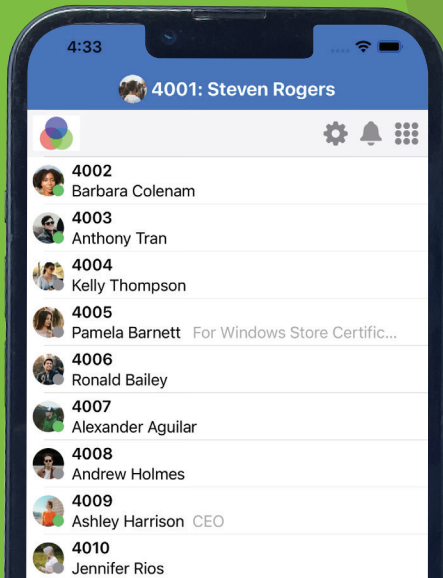 4:33
4001: Steven Rogers
4002
Barbara Colenam
4003
Anthony Tran
4004
Kelly Thompson
4005
Pamela Barnett For Windows Store Certific...
4006
Ronald Bailey
4007
Alexander Aguilar
4008
Andrew Holmes
4009
Ashley Harrison CEO
4010
Jennifer Rios